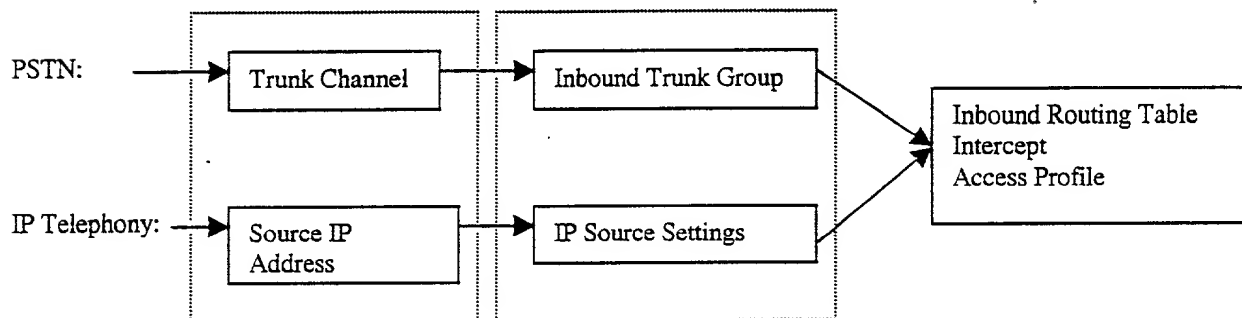 PSTN:
Trunk Channel
Inbound Trunk Group
Inbound Routing Table
Intercept
Access Profile
IP Telephony:
Source IP
Address
IP Source Settings